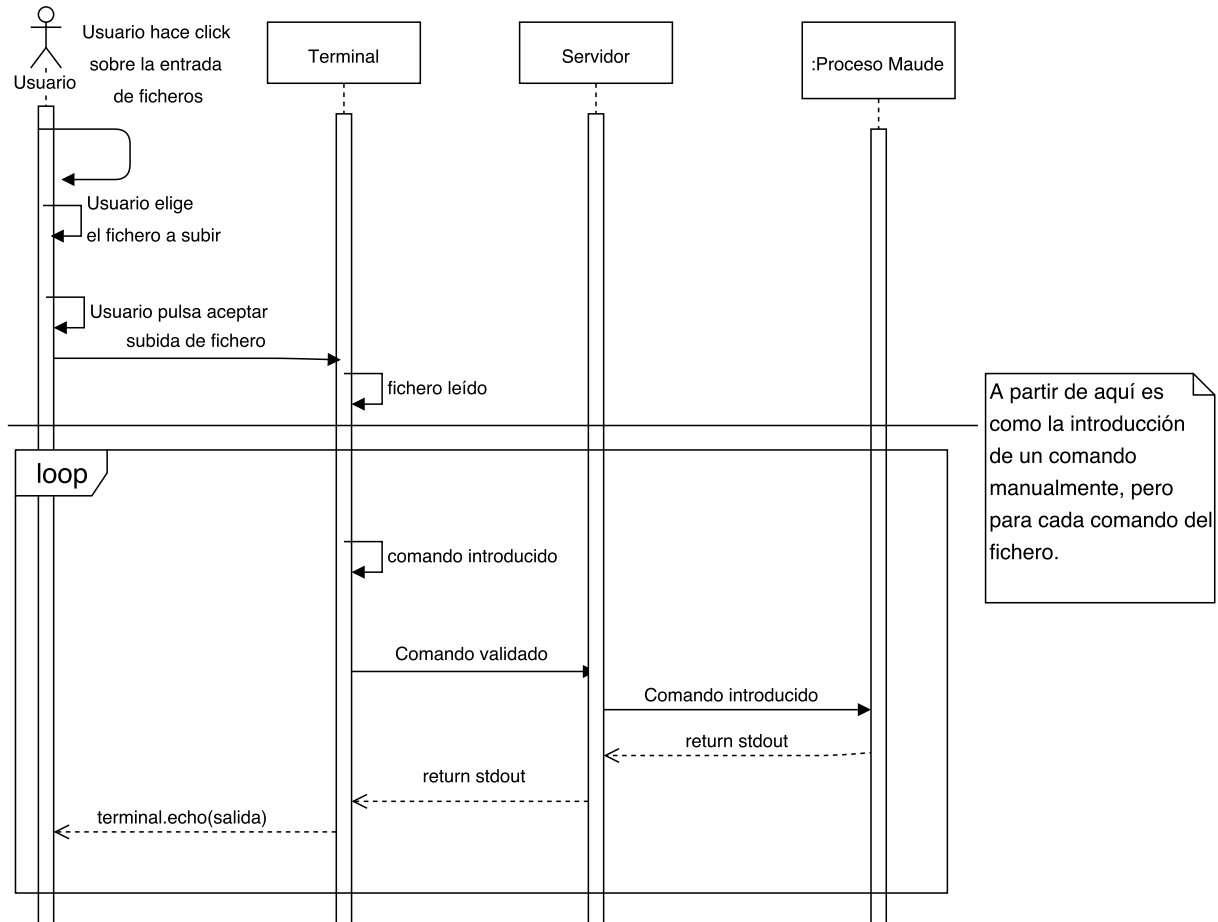 Usuario hace click
sobre la entrada
de ficheros
Usuario
Terminal
Servidor
:Proceso Maude
Usuario elige
el fichero a subir
Usuario pulsa aceptar
subida de fichero
fichero leído
A partir de aquí es
como la introducción
de un comando
manualmente, pero
para cada comando del
fichero.
loop
comando introducido
Comando validado
Comando introducido
return stdout
return stdout
terminal.echo(salida)